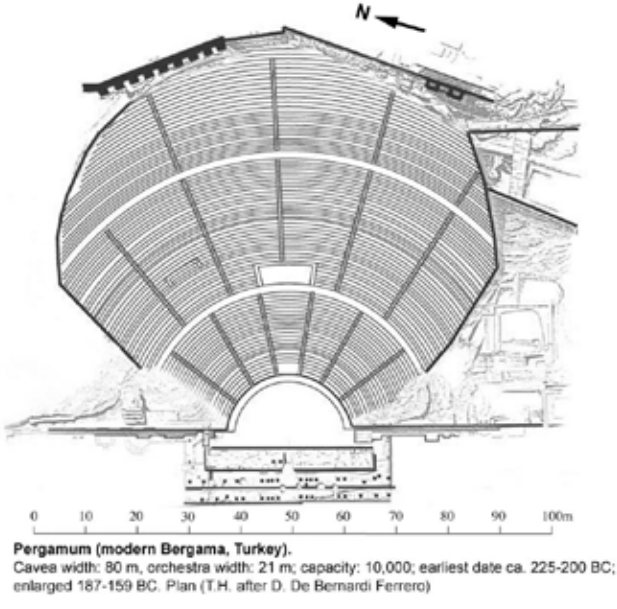 N
0 10 20 30 40 50 60 70 80 90 100m
Pergamum (modern Bergama, Turkey).
Cavea width: 80 m, orchestra width: 21 m; capacity: 10,000; earliest date ca. 225-200 BC;
enlarged 187-159 BC. Plan (T.H. after D. De Bernardi Ferrero)